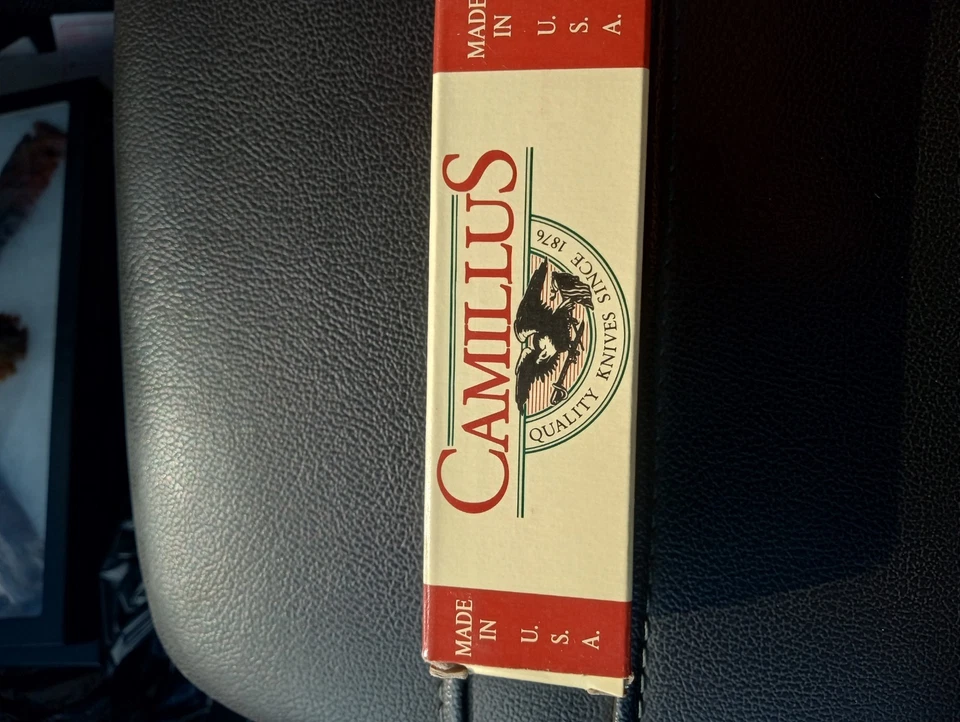 MADE
IN
U.
S.
A.
CAMILLUS
QUALITY KNIVES SINCE 1876
MADE
IN
U.
S.
A.